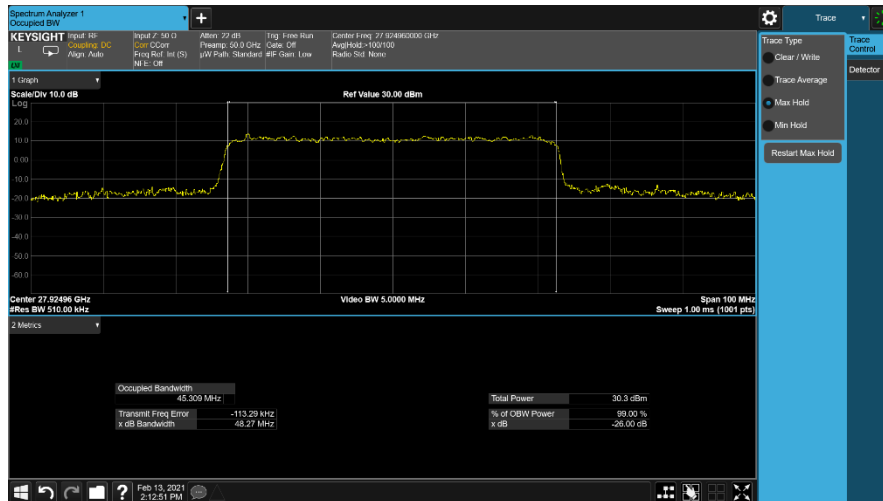 Spectrum Analyzer 1
Occupied BW
+
Trace
KEYSIGHT
L
Input: RF
Coupling: DC
Align: Auto
Input Z: 50 Ω
Corr CCorr
Freq Ref: Int (S)
NFE: Off
Atten: 22 dB
Preamp: 50.0 GHz
µW Path: Standard
Trig: Free Run
Gate: Off
#IF Gain: Low
Center Freq: 27.924960000 GHz
Avg|Hold:>100/100
Radio Std: None
Trace Type
Clear / Write
Trace Average
Max Hold
Min Hold
Restart Max Hold
Trace
Control
Detector
1 Graph
Scale/Div 10.0 dB
Ref Value 30.00 dBm
Log
20.0
10.0
0.00
-10.0
-20.0
-30.0
-40.0
-50.0
-60.0
Center 27.92496 GHz
Video BW 5.0000 MHz
Span 100 MHz
#Res BW 510.00 kHz
Sweep 1.00 ms (1001 pts)
2 Metrics
Occupied Bandwidth
45.309 MHz
Total Power 30.3 dBm
Transmit Freq Error -113.29 kHz
% of OBW Power 99.00 %
x dB Bandwidth 48.27 MHz
x dB -26.00 dB
?
Feb 13, 2021
2:12:51 PM